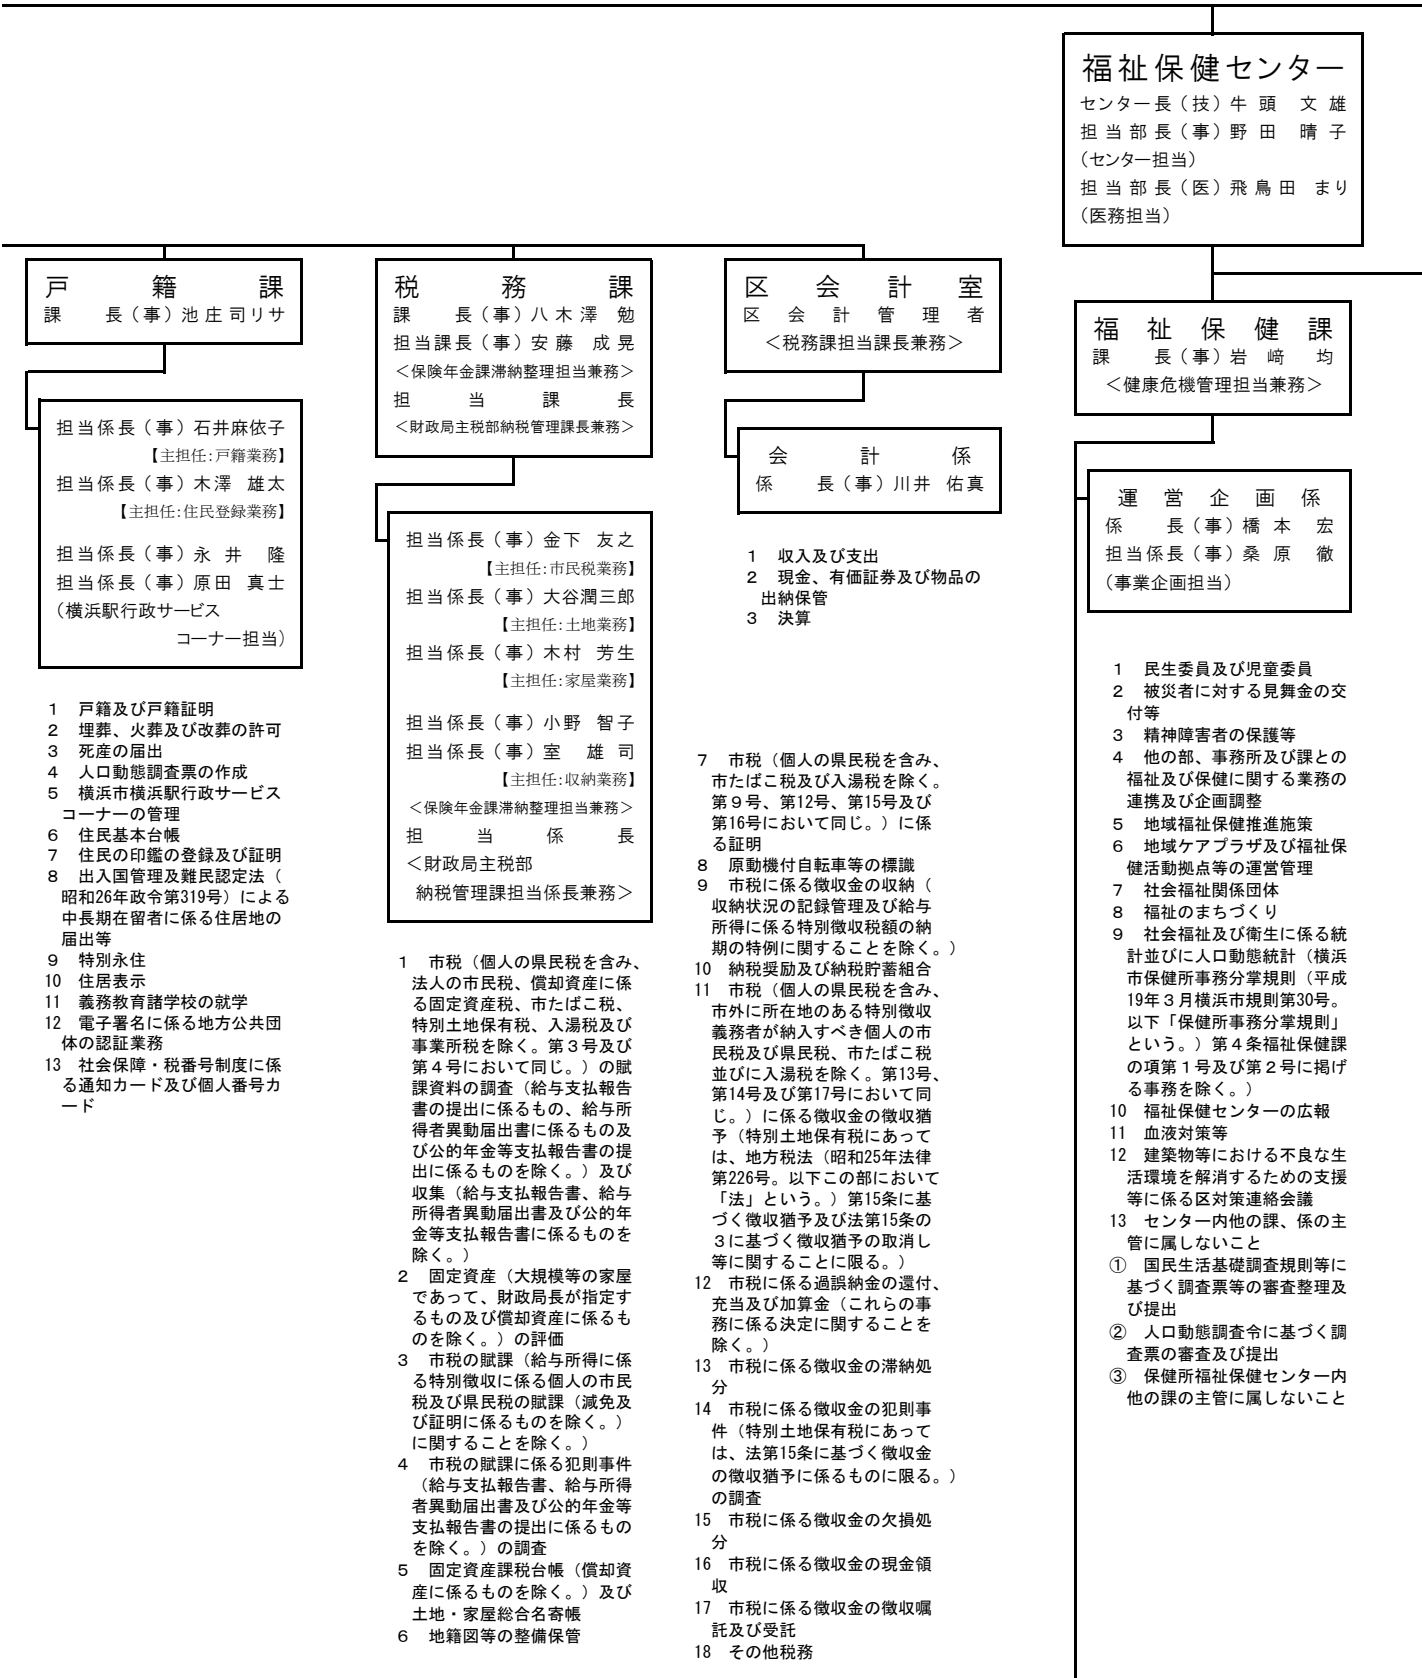 福祉保健センター
センター長（技）牛頭　文雄
担当部長（事）野田　晴子
（センター担当）
担当部長（医）飛鳥田　まり
（医務担当）
戸籍課
課長（事）池庄司リサ
担当係長（事）石井麻依子
【主担任:戸籍業務】
担当係長（事）木澤　雄太
【主担任:住民登録業務】
担当係長（事）永井　隆
担当係長（事）原田　真士
（横浜駅行政サービス
コーナー担当）
1　戸籍及び戸籍証明
2　埋葬、火葬及び改葬の許可
3　死産の届出
4　人口動態調査票の作成
5　横浜市横浜駅行政サービス
コーナーの管理
6　住民基本台帳
7　住民の印鑑の登録及び証明
8　出入国管理及難民認定法（
昭和26年政令第319号）による
中長期在留者に係る住居地の
届出等
9　特別永住
10　住居表示
11　義務教育諸学校の就学
12　電子署名に係る地方公共団
体の認証業務
13　社会保障・税番号制度に係
る通知カード及び個人番号カ
ード
税務課
課長（事）八木澤　勉
担当課長（事）安藤　成晃
＜保険年金課滞納整理担当兼務＞
担当課長
＜財政局主税部納税管理課長兼務＞
担当係長（事）金下　友之
【主担任:市民税業務】
担当係長（事）大谷潤三郎
【主担任:土地業務】
担当係長（事）木村　芳生
【主担任:家屋業務】
担当係長（事）小野　智子
担当係長（事）室　雄司
【主担任:収納業務】
＜保険年金課滞納整理担当兼務＞
担当係長
＜財政局主税部
納税管理課担当係長兼務＞
1　市税（個人の県民税を含み、
法人の市民税、償却資産に係
る固定資産税、市たばこ税、
特別土地保有税、入湯税及び
事業所税を除く。第３号及び
第４号において同じ。）の賦
課資料の調査（給与支払報告
書の提出に係るもの、給与所
得者異動届出書に係るもの及
び公的年金等支払報告書の提
出に係るものを除く。）及び
収集（給与支払報告書、給与
所得者異動届出書及び公的年
金等支払報告書に係るものを
除く。）
2　固定資産（大規模等の家屋
であって、財政局長が指定す
るもの及び償却資産に係るも
のを除く。）の評価
3　市税の賦課（給与所得に係
る特別徴収に係る個人の市民
税及び県民税の賦課（減免及
び証明に係るものを除く。）
に関することを除く。）
4　市税の賦課に係る犯則事件
（給与支払報告書、給与所得
者異動届出書及び公的年金等
支払報告書の提出に係るもの
を除く。）の調査
5　固定資産課税台帳（償却資
産に係るものを除く。）及び
土地・家屋総合名寄帳
6　地籍図等の整備保管
区会計室
区会計管理者
＜税務課担当課長兼務＞
会計係
係長（事）川井　佑真
1　収入及び支出
2　現金、有価証券及び物品の
出納保管
3　決算
7　市税（個人の県民税を含み、
市たばこ税及び入湯税を除く。
第９号、第12号、第15号及び
第16号において同じ。）に係
る証明
8　原動機付自転車等の標識
9　市税に係る徴収金の収納（
収納状況の記録管理及び給与
所得に係る特別徴収税額の納
期の特例に関することを除く。）
10　納税奨励及び納税貯蓄組合
11　市税（個人の県民税を含み、
市外に所在地のある特別徴収
義務者が納入すべき個人の市
民税及び県民税、市たばこ税
並びに入湯税を除く。第13号、
第14号及び第17号において同
じ。）に係る徴収金の徴収猶
予（特別土地保有税にあって
は、地方税法（昭和25年法律
第226号。以下この部において
「法」という。）第15条に基
づく徴収猶予及び法第15条の
３に基づく徴収猶予の取消し
等に関することに限る。）
12　市税に係る過誤納金の還付、
充当及び加算金（これらの事
務に係る決定に関することを
除く。）
13　市税に係る徴収金の滞納処
分
14　市税に係る徴収金の犯則事
件（特別土地保有税にあって
は、法第15条に基づく徴収金
の徴収猶予に係るものに限る。）
の調査
15　市税に係る徴収金の欠損処
分
16　市税に係る徴収金の現金領
収
17　市税に係る徴収金の徴収嘱
託及び受託
18　その他税務
福祉保健課
課長（事）岩﨑　均
＜健康危機管理担当兼務＞
運営企画係
係長（事）橋本　宏
担当係長（事）桑原　徹
（事業企画担当）
1　民生委員及び児童委員
2　被災者に対する見舞金の交
付等
3　精神障害者の保護等
4　他の部、事務所及び課との
福祉及び保健に関する業務の
連携及び企画調整
5　地域福祉保健推進施策
6　地域ケアプラザ及び福祉保
健活動拠点等の運営管理
7　社会福祉関係団体
8　福祉のまちづくり
9　社会福祉及び衛生に係る統
計並びに人口動態統計（横浜
市保健所事務分掌規則（平成
19年３月横浜市規則第30号。
以下「保健所事務分掌規則」
という。）第４条福祉保健課
の項第１号及び第２号に掲げ
る事務を除く。）
10　福祉保健センターの広報
11　血液対策等
12　建築物等における不良な生
活環境を解消するための支援
等に係る区対策連絡会議
13　センター内他の課、係の主
管に属しないこと
①　国民生活基礎調査規則等に
基づく調査票等の審査整理及
び提出
②　人口動態調査令に基づく調
査票の審査及び提出
③　保健所福祉保健センター内
他の課の主管に属しないこと